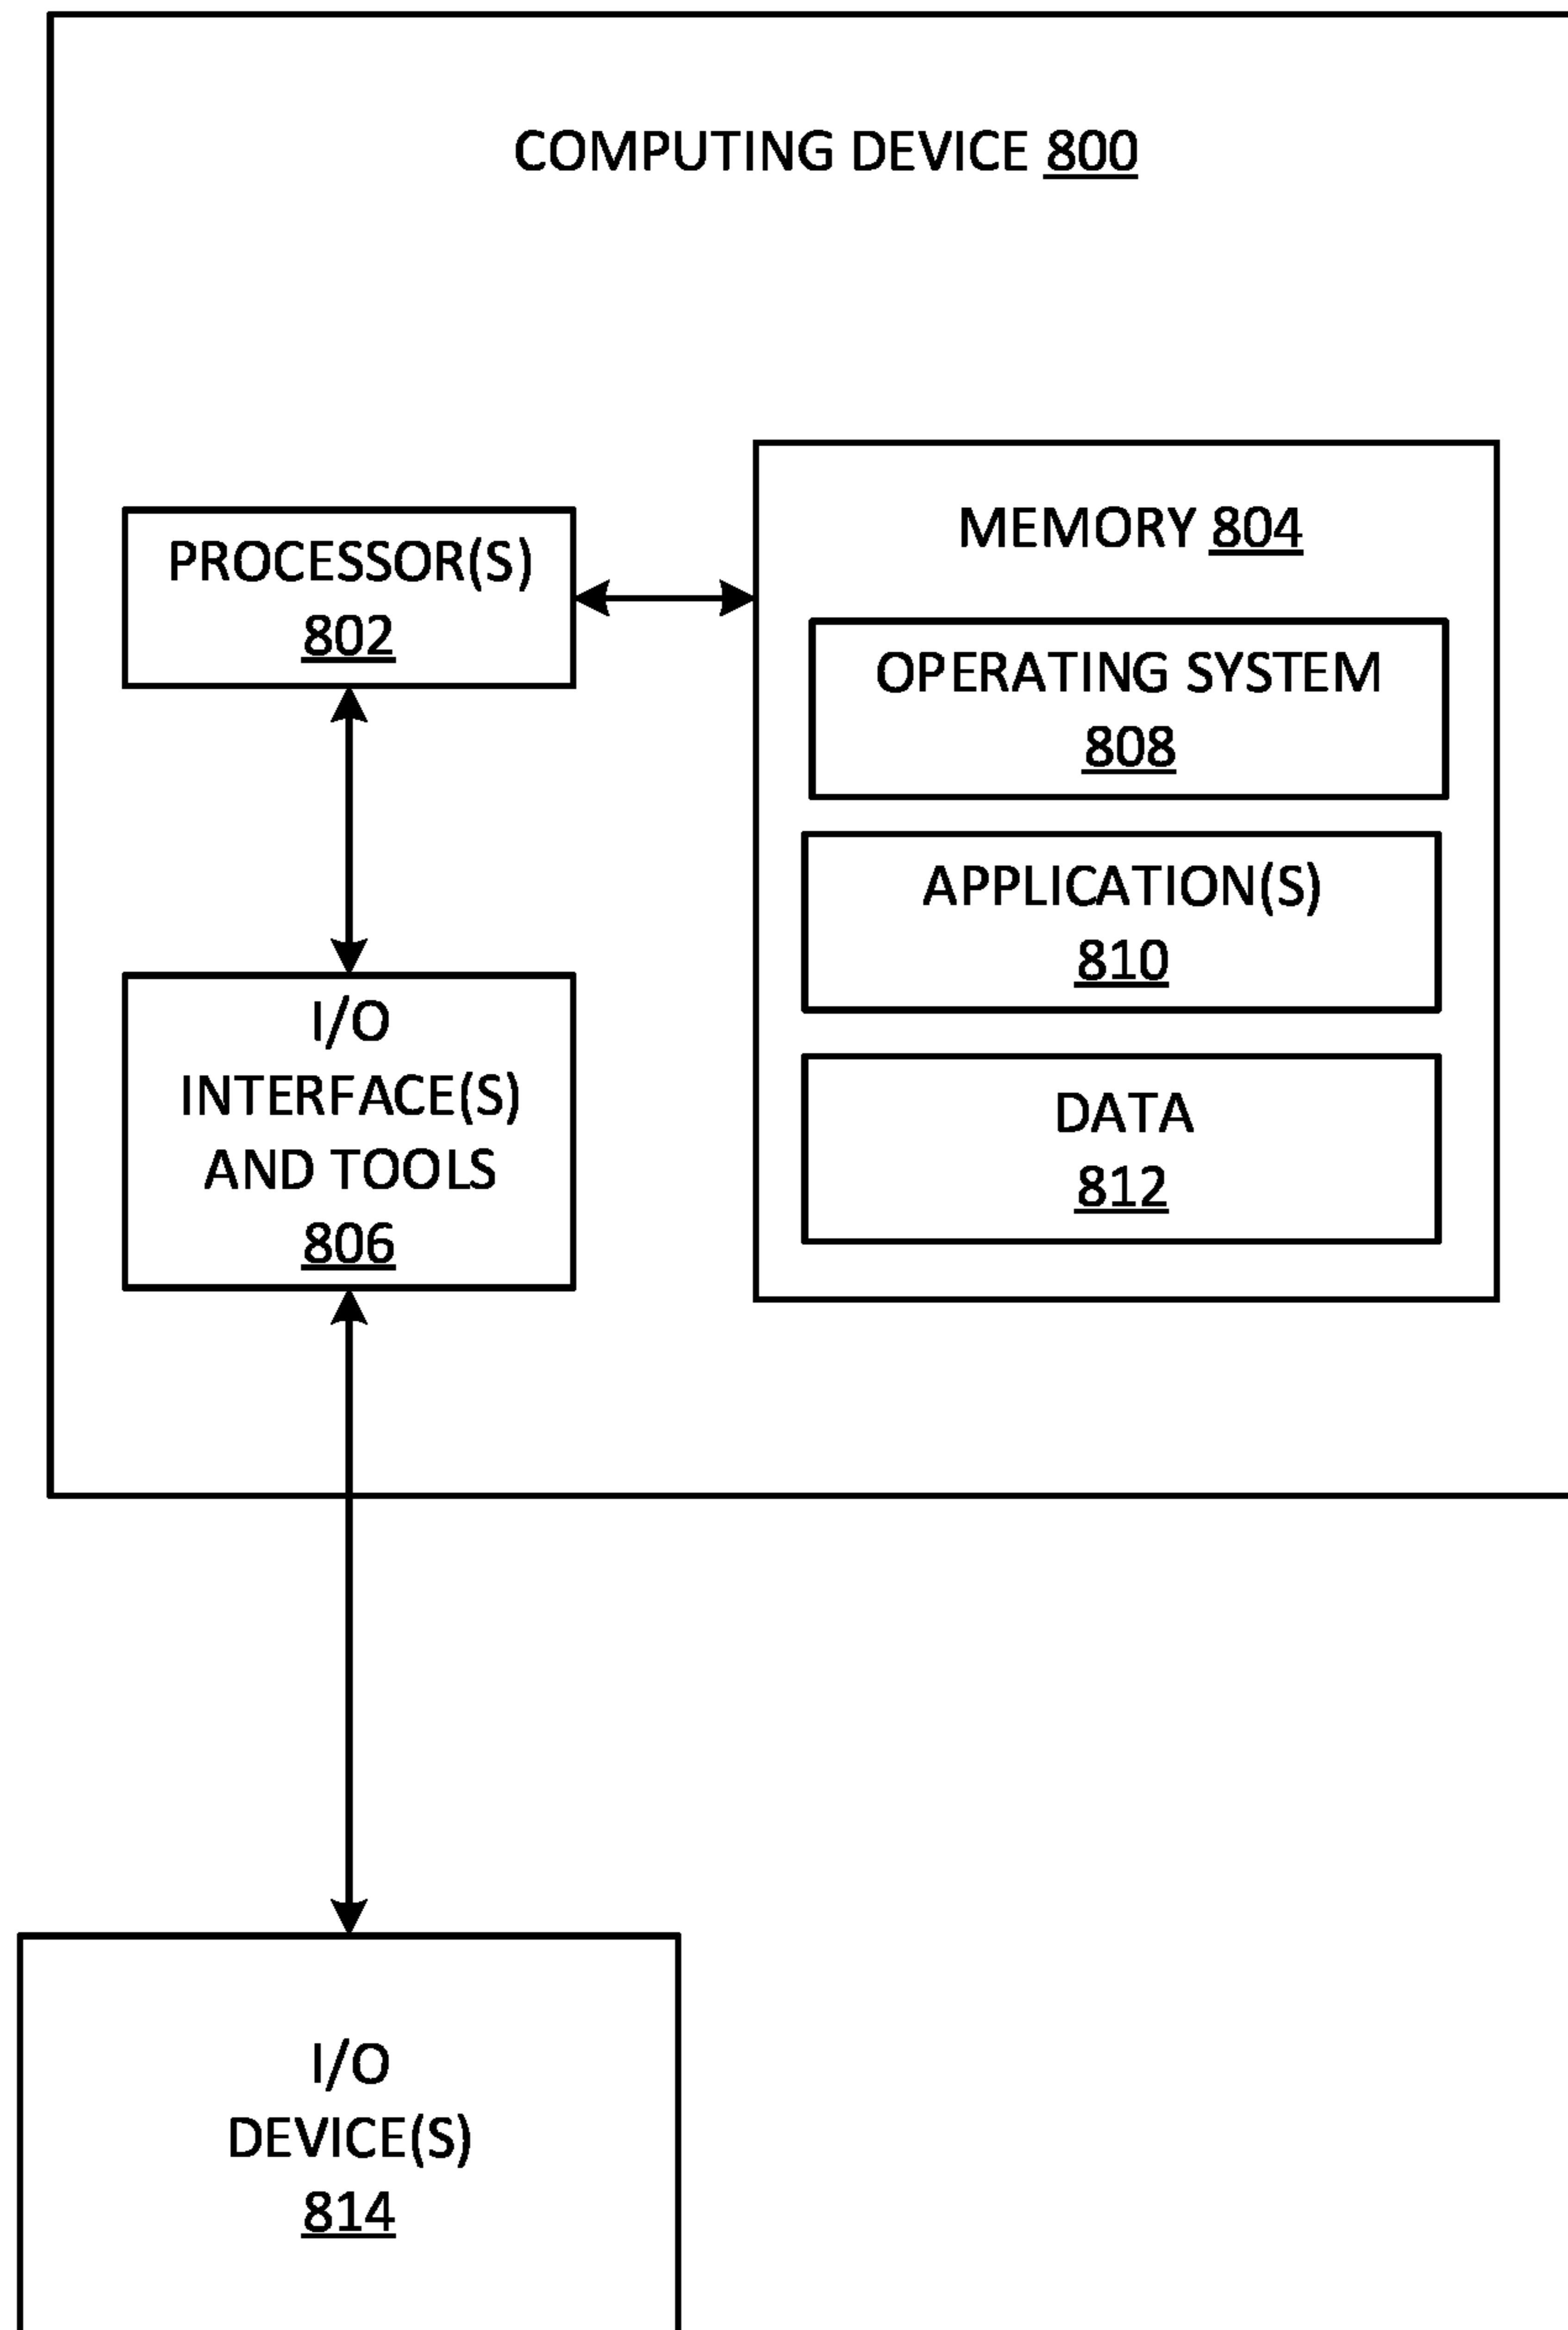 COMPUTING DEVICE 800
PROCESSOR(S)
802
MEMORY 804
OPERATING SYSTEM
808
APPLICATION(S)
810
DATA
812
I/O
INTERFACE(S)
AND TOOLS
806
I/O
DEVICE(S)
814